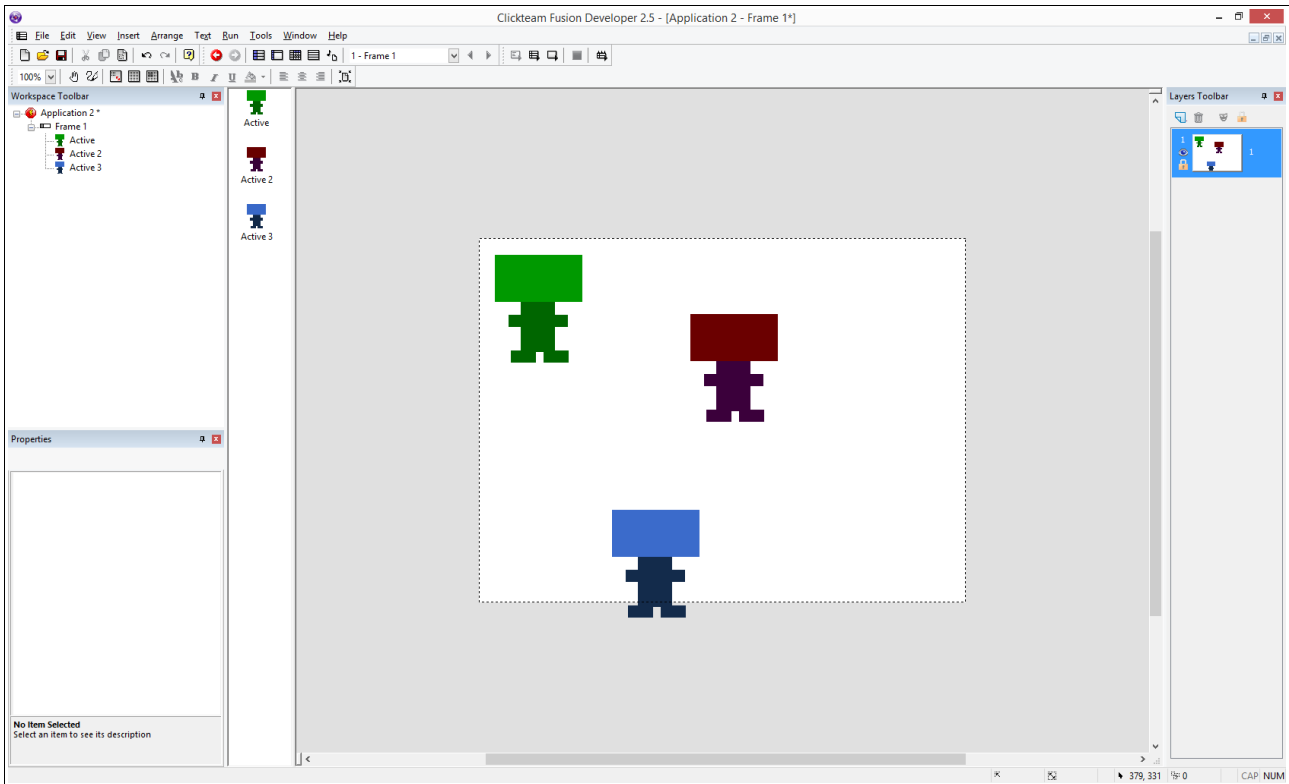 Clickteam Fusion Developer 2.5 - [Application 2 - Frame 1*]
File Edit View Insert Arrange Text Run Tools Window Help
1 - Frame 1
100% B I U
Workspace Toolbar
Application 2 *
Frame 1
Active
Active 2
Active 3
Active
Active 2
Active 3
Layers Toolbar
1
1
Properties
No Item Selected
Select an item to see its description
379, 331 0 CAP NUM